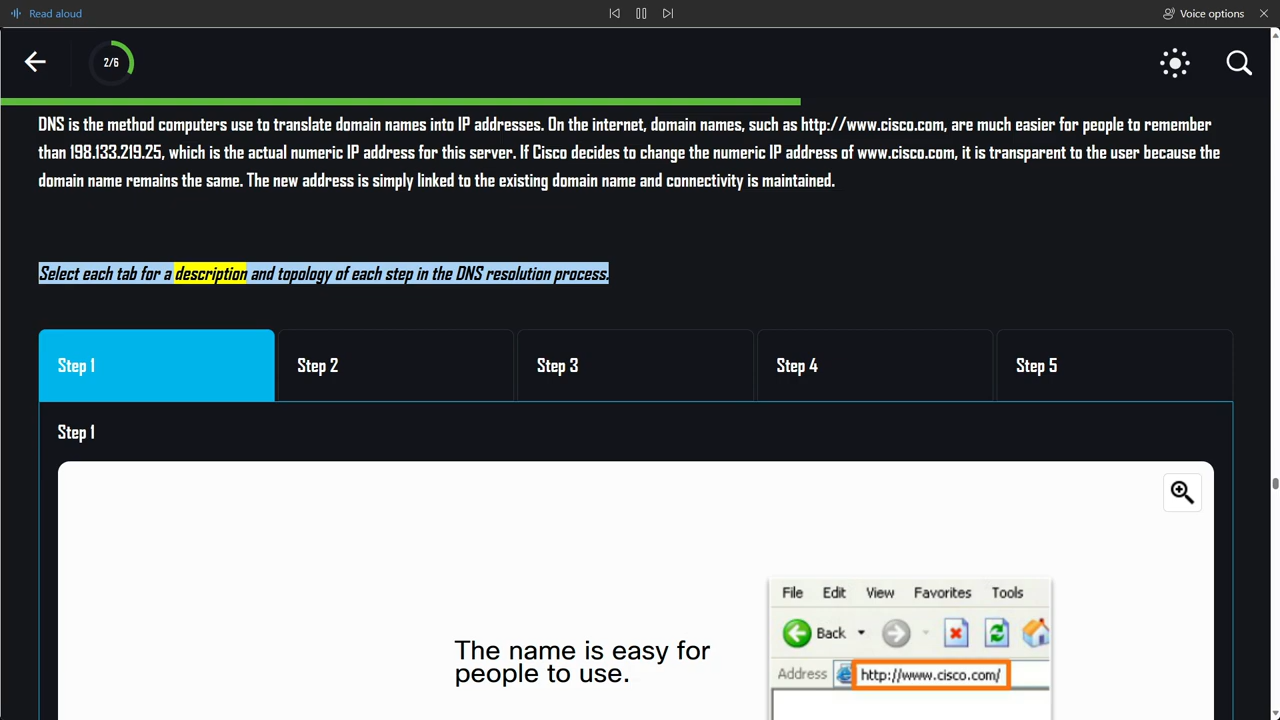 Read aloud
Voice options
2/6
DNS is the method computers use to translate domain names into IP addresses. On the internet, domain names, such as http://www.cisco.com, are much easier for people to remember
than 198.133.219.25, which is the actual numeric IP address for this server. If Cisco decides to change the numeric IP address of www.cisco.com, it is transparent to the user because the
domain name remains the same. The new address is simply linked to the existing domain name and connectivity is maintained.
Select each tab for a description and topology of each step in the DNS resolution process.
Step 1
Step 2
Step 3
Step 4
Step 5
Step 1
The name is easy for
people to use.
File Edit View Favorites Tools
Back
Address http://www.cisco.com/